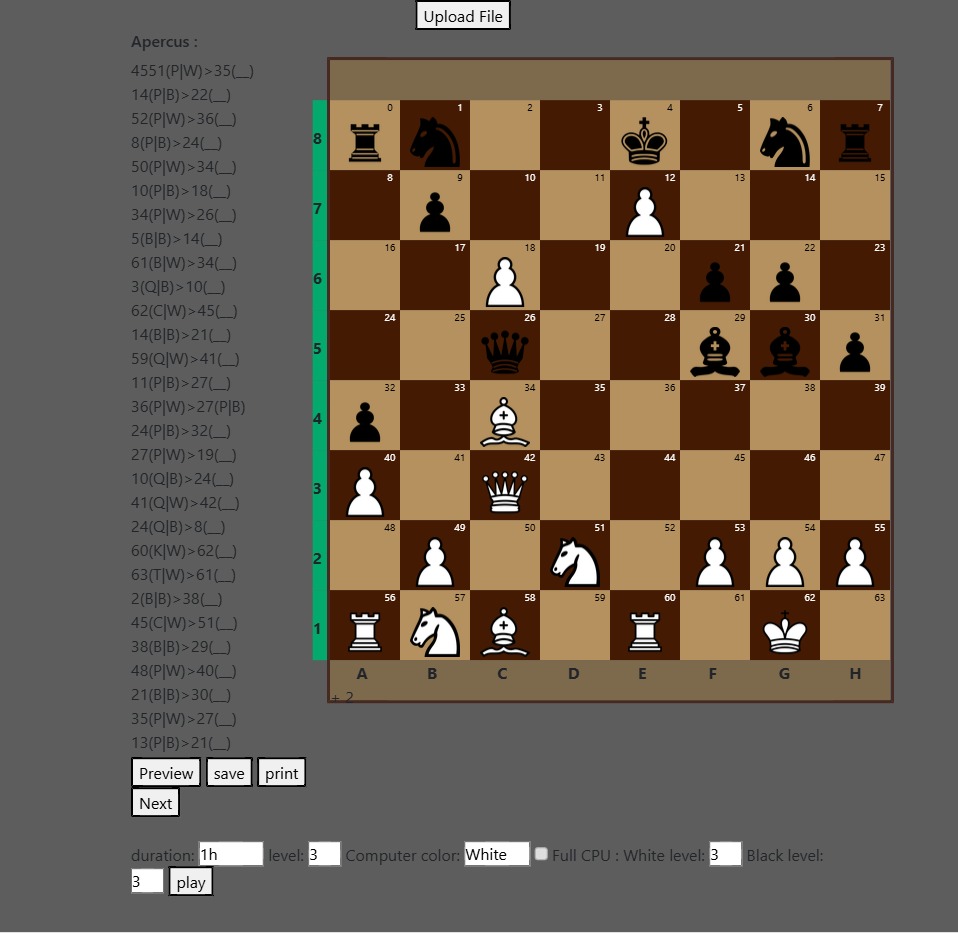 Upload File
Apercus :
4551(P|W)>35(__)
14(P|B)>22(__)
52(P|W)>36(__)
8(P|B)>24(__)
50(P|W)>34(__)
10(P|B)>18(__)
34(P|W)>26(__)
5(B|B)>14(__)
61(B|W)>34(__)
3(Q|B)>10(__)
62(C|W)>45(__)
14(B|B)>21(__)
59(Q|W)>41(__)
11(P|B)>27(__)
36(P|W)>27(P|B)
24(P|B)>32(__)
27(P|W)>19(__)
10(Q|B)>24(__)
41(Q|W)>42(__)
24(Q|B)>8(__)
60(K|W)>62(__)
63(T|W)>61(__)
2(B|B)>38(__)
45(C|W)>51(__)
38(B|B)>29(__)
48(P|W)>40(__)
21(B|B)>30(__)
35(P|W)>27(__)
13(P|B)>21(__)
Preview save print
Next
0 1 2 3 4 5 6 7
8
8 9 10 11 12 13 14 15
7
16 17 18 19 20 21 22 23
6
24 25 26 27 28 29 30 31
5
32 33 34 35 36 37 38 39
4
40 41 42 43 44 45 46 47
3
48 49 50 51 52 53 54 55
2
56 57 58 59 60 61 62 63
1
A B C D E F G H
+ 2
duration: 1h level: 3 Computer color: White Full CPU : White level: 3 Black level:
3 play